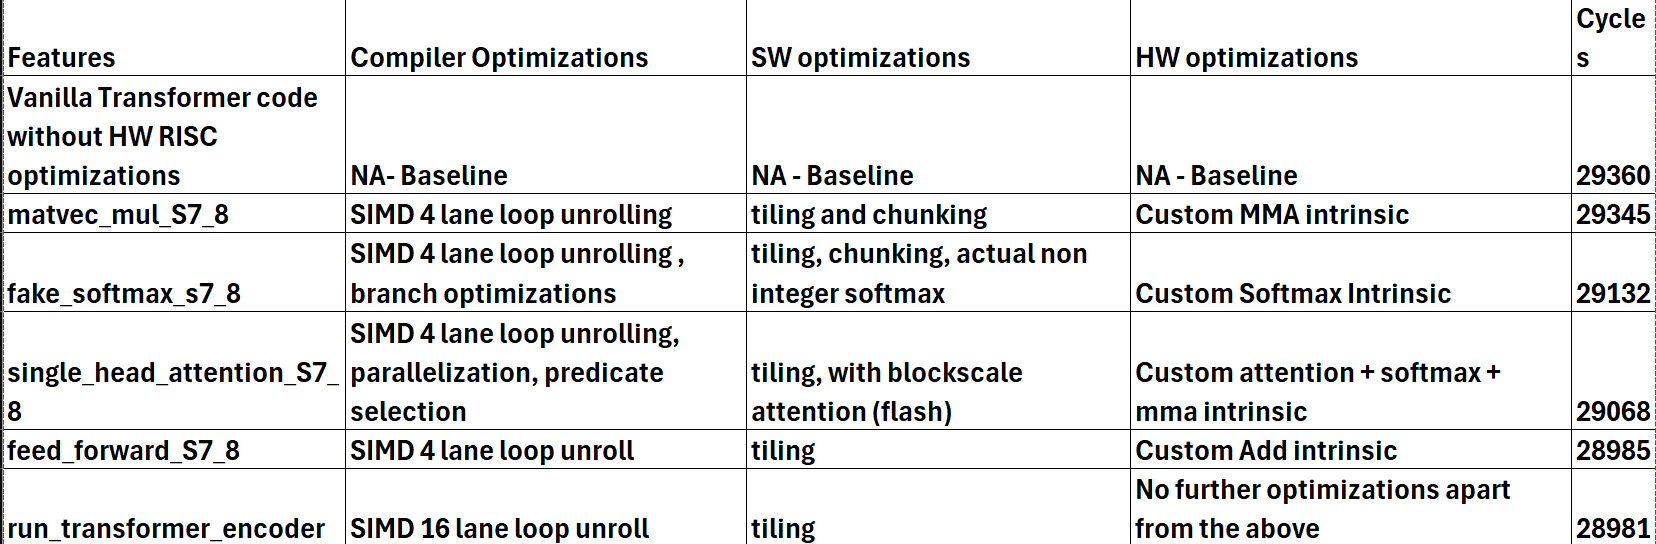 Features Compiler Optimizations SW optimizations HW optimizations Cycle
s
Vanilla Transformer code
without HW RISC
optimizations NA- Baseline NA - Baseline NA - Baseline 29360
matvec_mul_S7_8 SIMD 4 lane loop unrolling tiling and chunking Custom MMA intrinsic 29345
SIMD 4 lane loop unrolling , tiling, chunking, actual non
fake_softmax_s7_8 branch optimizations integer softmax Custom Softmax Intrinsic 29132
SIMD 4 lane loop unrolling,
single_head_attention_S7_ parallelization, predicate tiling, with blockscale Custom attention + softmax +
8 selection attention (flash) mma intrinsic 29068
feed_forward_S7_8 SIMD 4 lane loop unroll tiling Custom Add intrinsic 28985
No further optimizations apart
run_transformer_encoder SIMD 16 lane loop unroll tiling from the above 28981